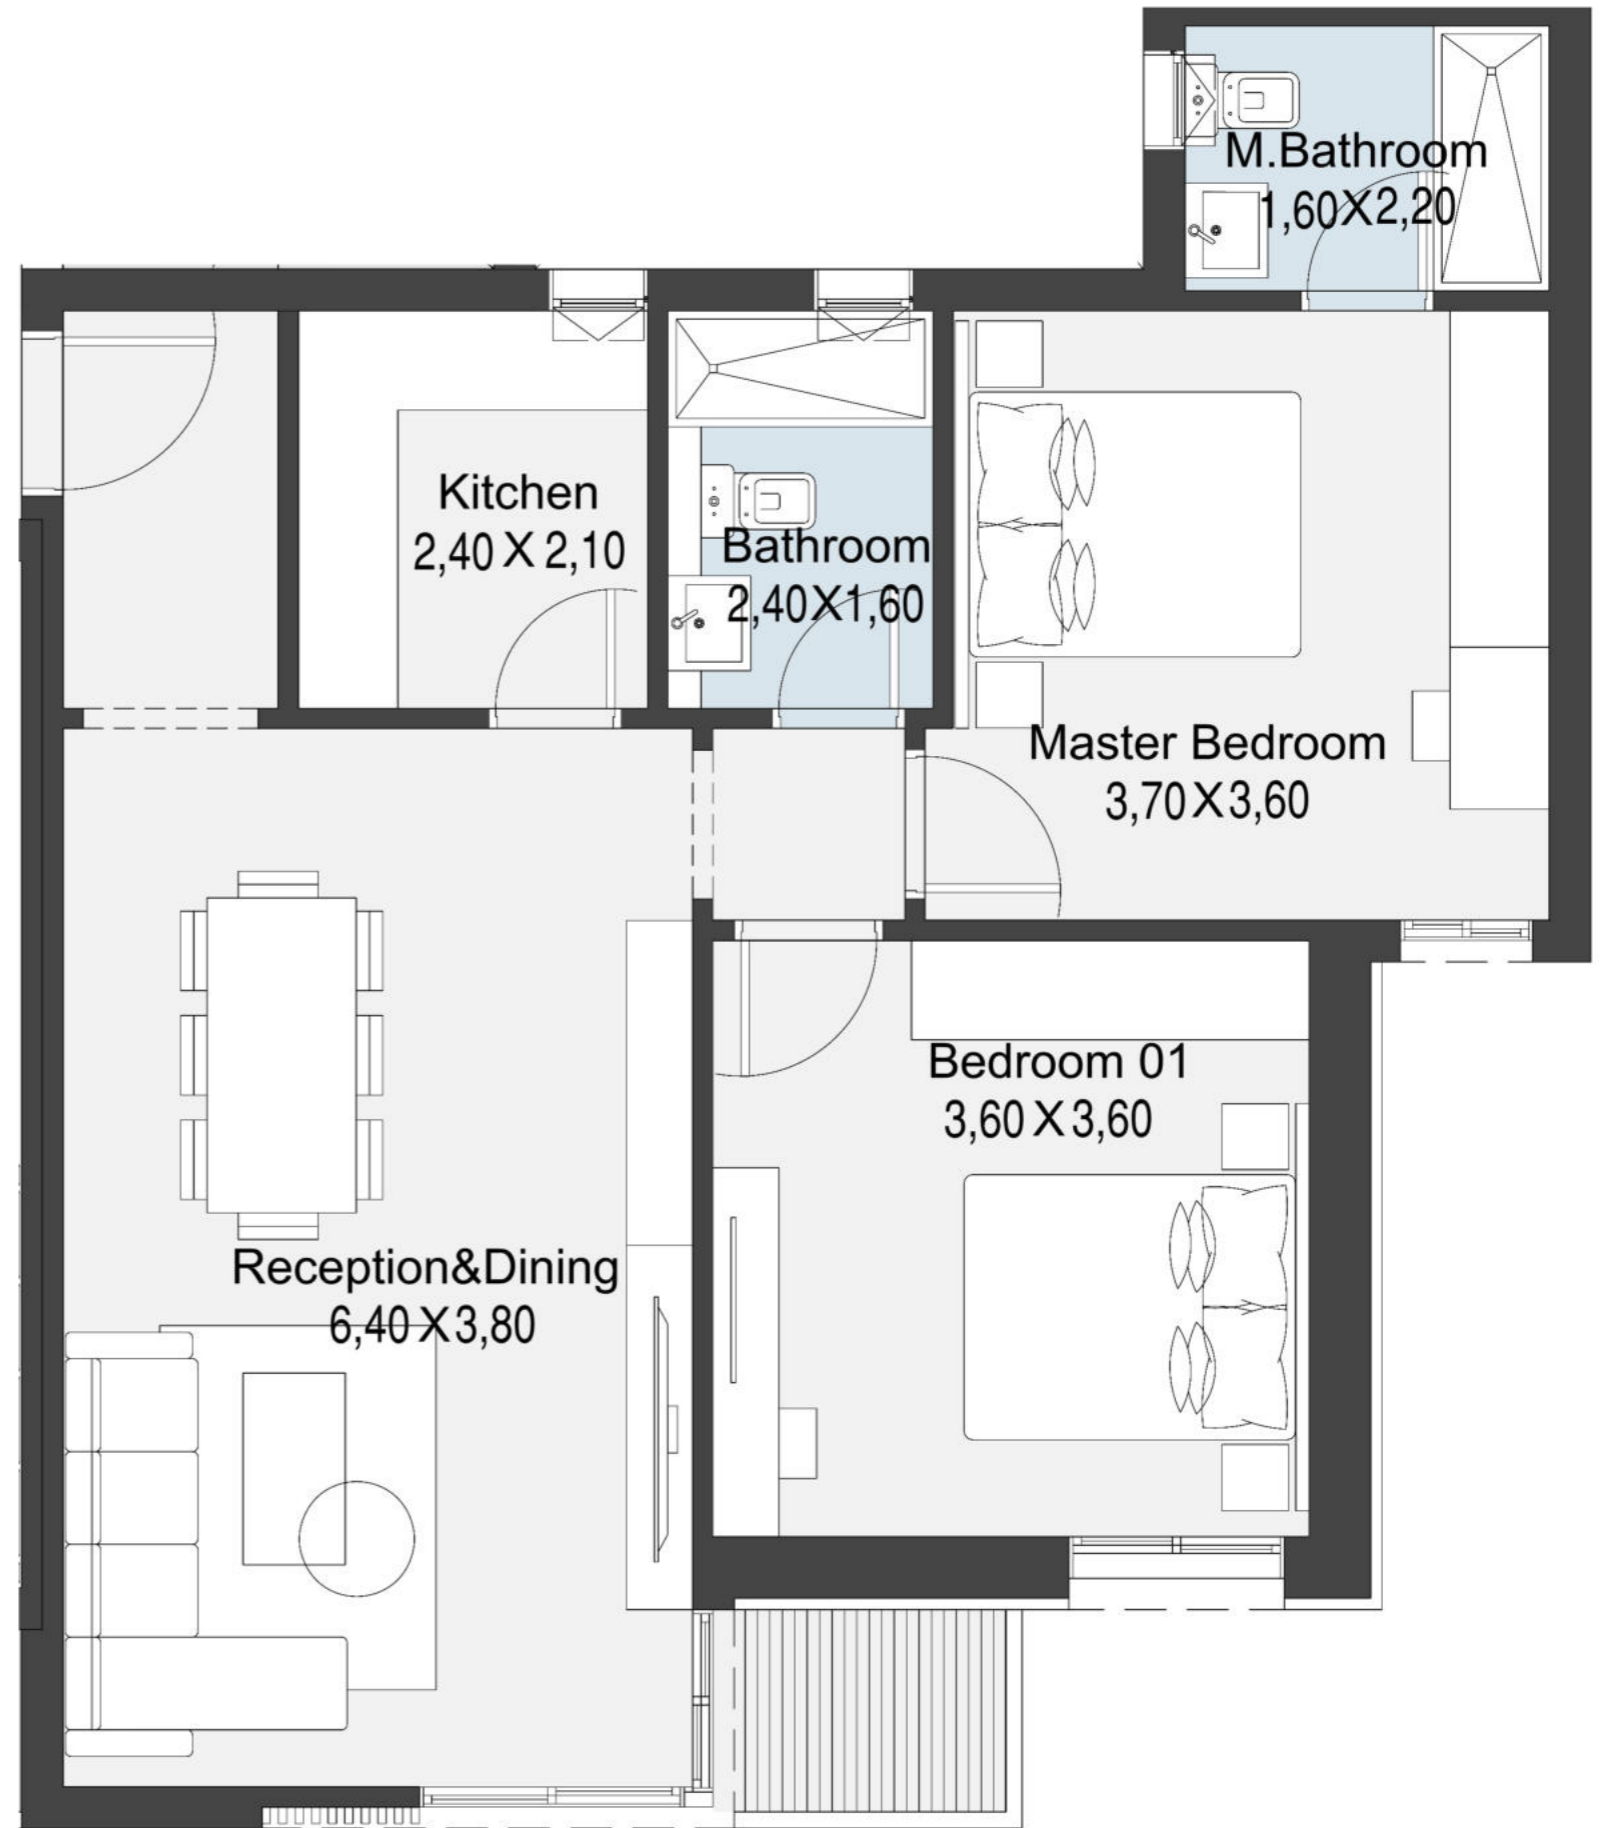 M.Bathroom
1,60X2,20
Kitchen
2,40 X 2,10
Bathroom
2,40X1,60
Master Bedroom
3,70X3,60
Bedroom 01
3,60 X 3,60
Reception&Dining
6,40 X 3,80